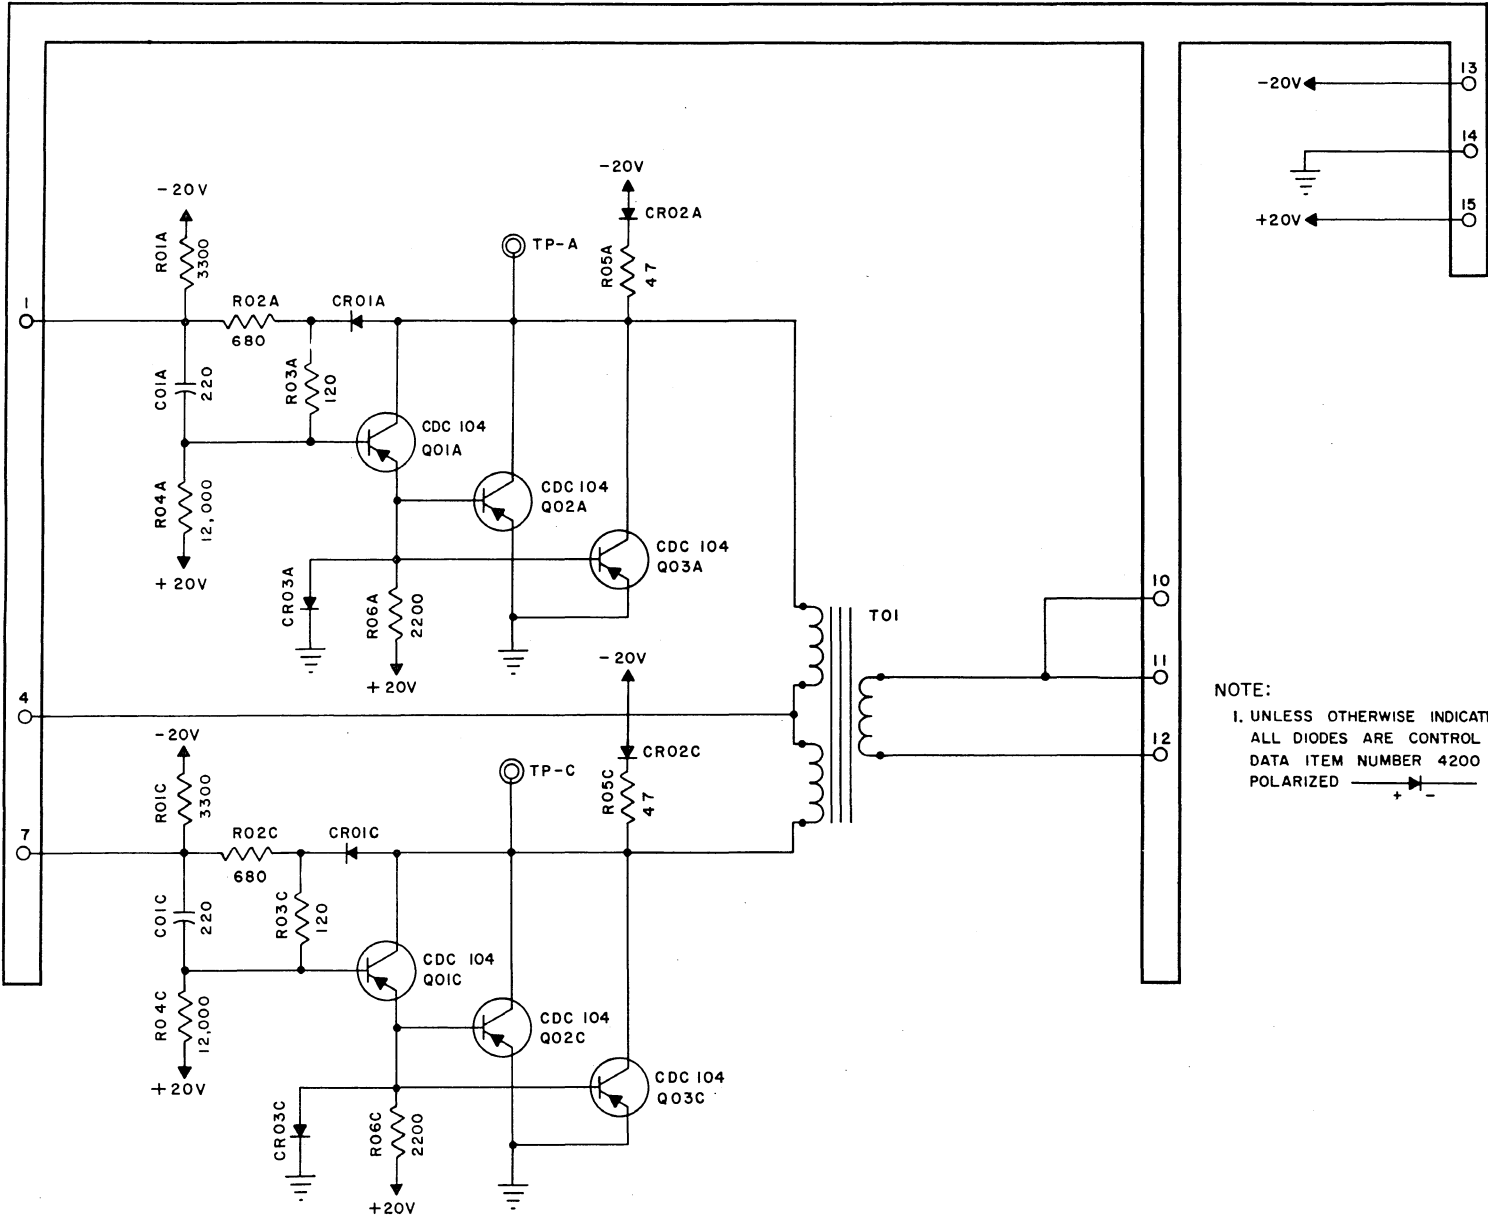 13
-20V
14
15
+20V
-20V
CR02A
-20V
R01A
3300
TP-A
R05A
47
1
R02A
680
CR01A
C01A
220
R03A
120
CDC 104
Q01A
R04A
12,000
CDC 104
Q02A
CDC 104
Q03A
+20V
CR03A
R06A
2200
+20V
10
T01
11
12
4
-20V
-20V
CR02C
R01C
3300
TP-C
R05C
47
7
R02C
680
CR01C
C01C
220
R03C
120
CDC 104
Q01C
R04C
12,000
CDC 104
Q02C
CDC 104
Q03C
+20V
CR03C
R06C
2200
+20V
NOTE:
1. UNLESS OTHERWISE
ALL DIODES ARE CONTROL
DATA ITEM NUMBER 4200
POLARIZED
+ -